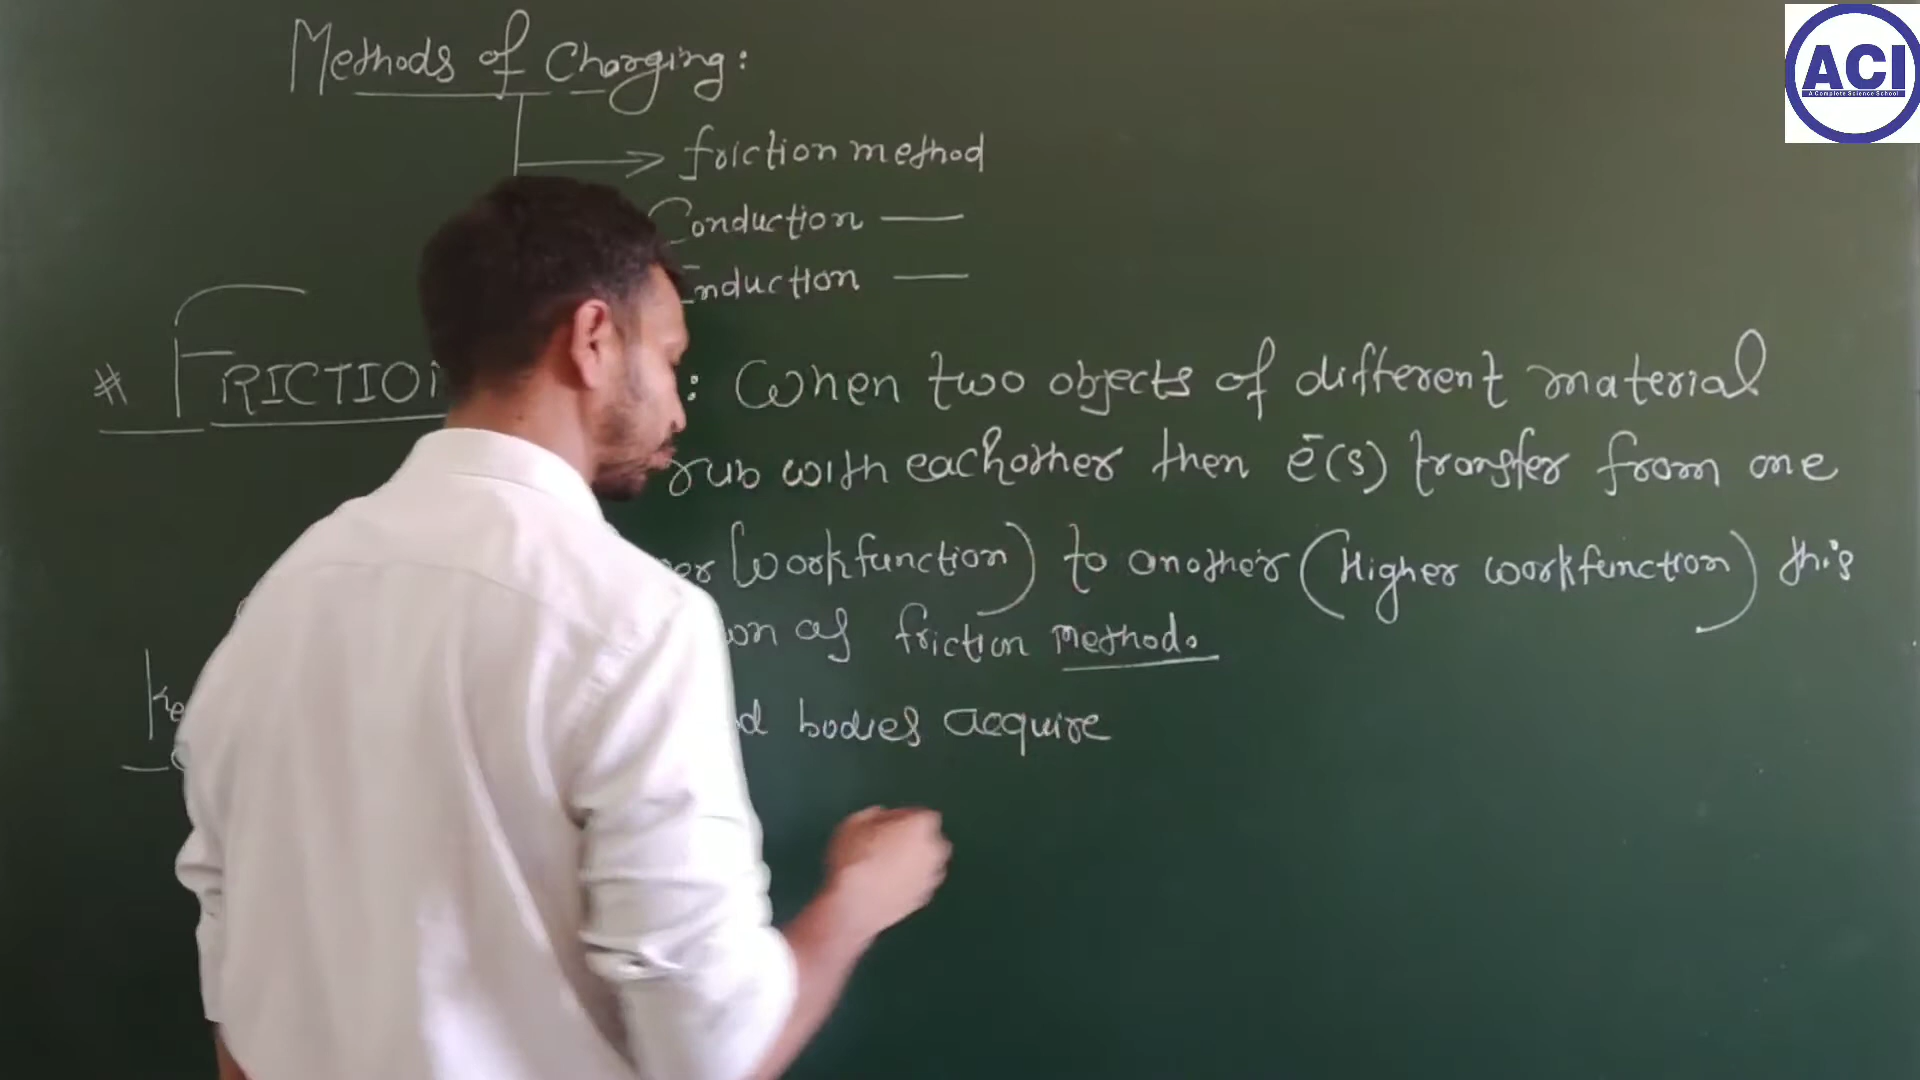 Methods of Charging:
friction method
Conduction —
Induction —
# FRICTION : When two objects of different material
rub with eachother then ē(s) transfer from one
workfunction) to another (Higher workfunction) this
of friction Method.
bodies acquire
ACI
A Complete Science School